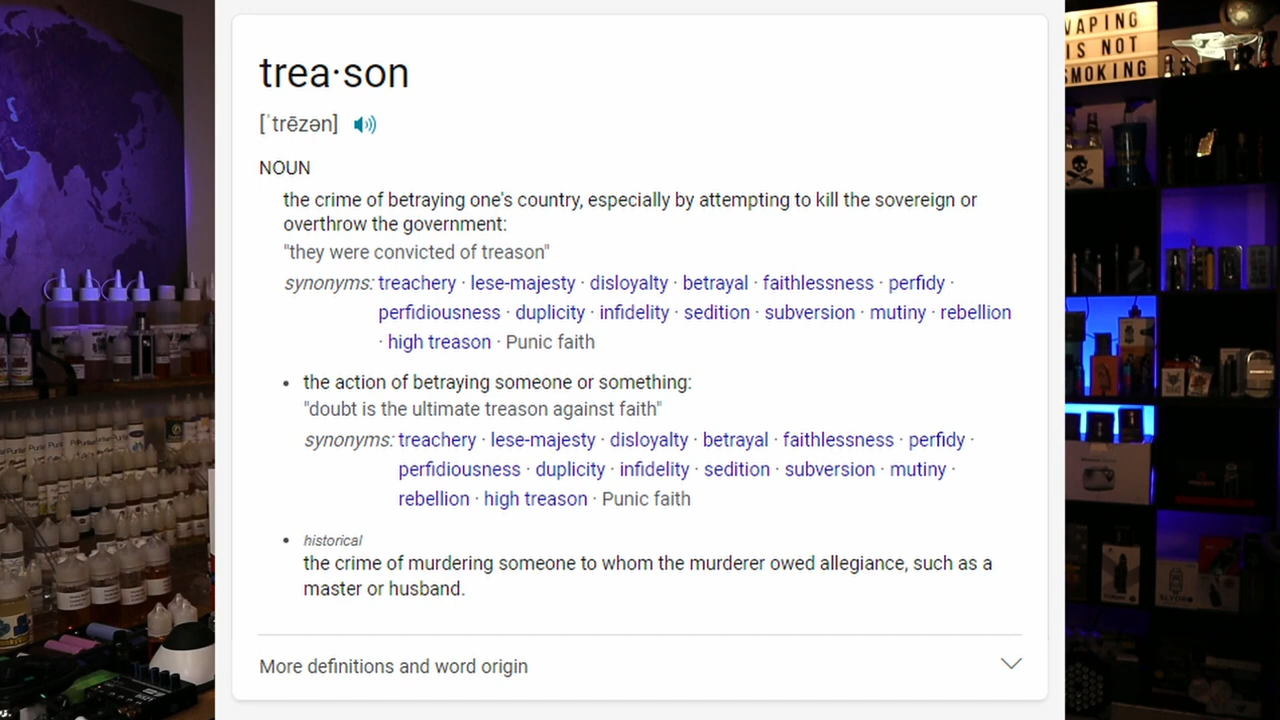 trea·son
[ˈtrēzən]
NOUN
the crime of betraying one's country, especially by attempting to kill the sovereign or
overthrow the government:
"they were convicted of treason"
synonyms: treachery · lese-majesty · disloyalty · betrayal · faithlessness · perfidy ·
perfidiousness · duplicity · infidelity · sedition · subversion · mutiny · rebellion
· high treason · Punic faith
• the action of betraying someone or something:
"doubt is the ultimate treason against faith"
synonyms: treachery · lese-majesty · disloyalty · betrayal · faithlessness · perfidy ·
perfidiousness · duplicity · infidelity · sedition · subversion · mutiny ·
rebellion · high treason · Punic faith
• historical
the crime of murdering someone to whom the murderer owed allegiance, such as a
master or husband.
More definitions and word origin
VAPING
IS NOT
SMOKING